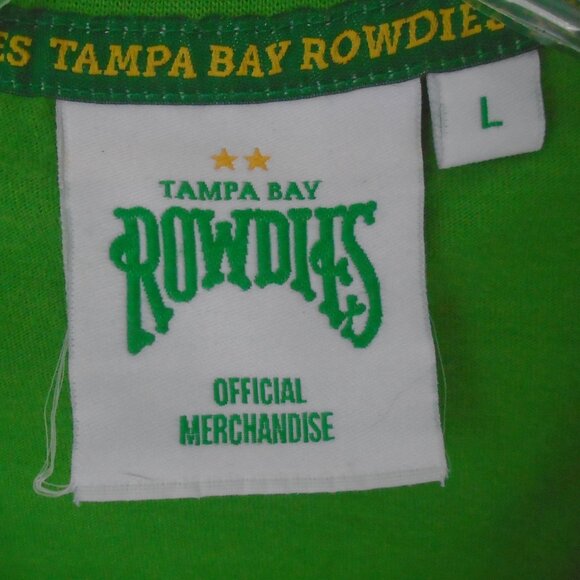 ES TAMPA BAY ROWDIES
L
TAMPA BAY
ROWDIES
OFFICIAL
MERCHANDISE